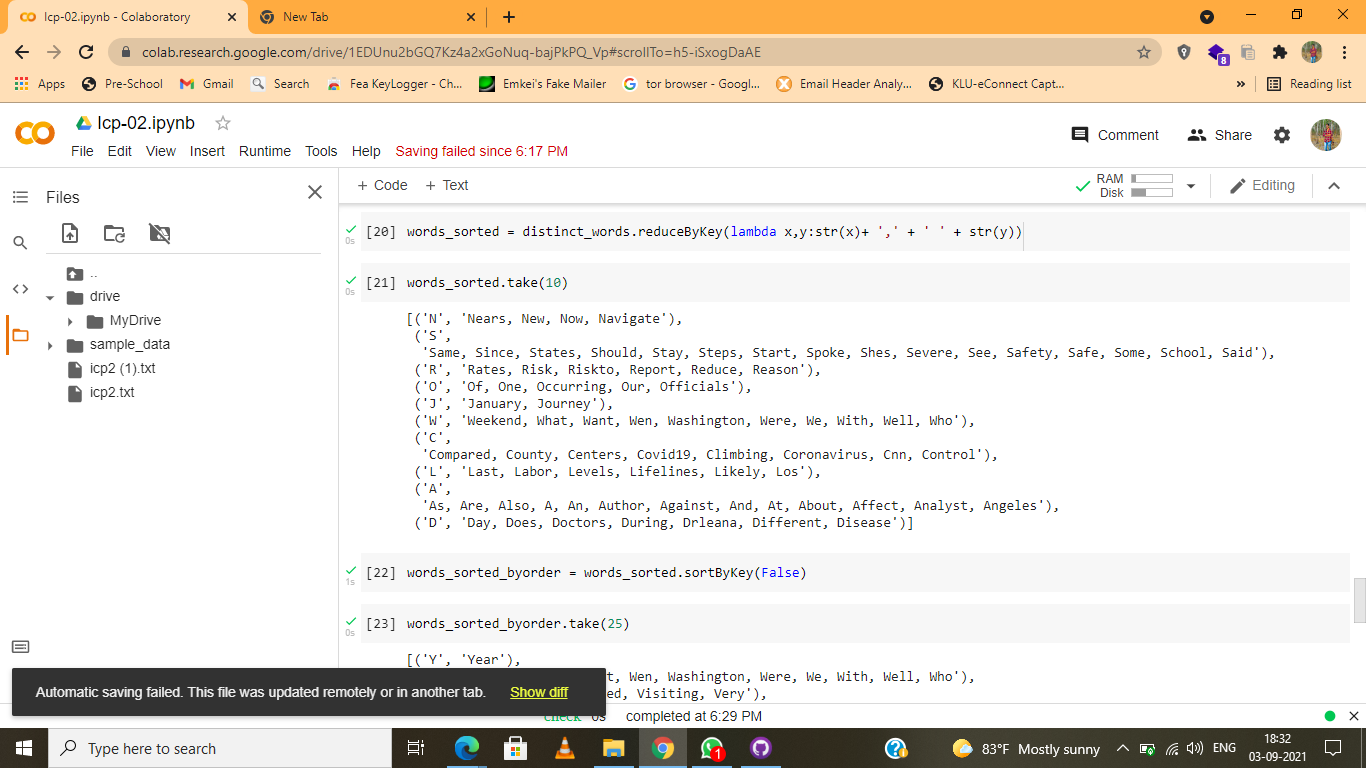 lcp-02.ipynb - Colaboratory
New Tab
colab.research.google.com/drive/1EDUnu2bGQ7Kz4a2xGoNuq-bajPkPQ_Vp#scrollTo=h5-iSxogDaAE
8
Apps Pre-School Gmail Search Fea KeyLogger - Ch... Emkei's Fake Mailer tor browser - Googl... Email Header Analy... KLU-eConnect Capt... » Reading list
lcp-02.ipynb
Comment Share
File Edit View Insert Runtime Tools Help Saving failed since 6:17 PM
Files
+ Code + Text
RAM
Disk
Editing
..
drive
MyDrive
sample_data
icp2 (1).txt
icp2.txt
[20] words_sorted = distinct_words.reduceByKey(lambda x,y:str(x)+ ',' + ' ' + str(y))
0s
[21] words_sorted.take(10)
0s
[('N', 'Nears, New, Now, Navigate'),
('S',
'Same, Since, States, Should, Stay, Steps, Start, Spoke, Shes, Severe, See, Safety, Safe, Some, School, Said'),
('R', 'Rates, Risk, Riskto, Report, Reduce, Reason'),
('O', 'Of, One, Occurring, Our, Officials'),
('J', 'January, Journey'),
('W', 'Weekend, What, Want, Wen, Washington, Were, We, With, Well, Who'),
('C',
'Compared, County, Centers, Covid19, Climbing, Coronavirus, Cnn, Control'),
('L', 'Last, Labor, Levels, Lifelines, Likely, Los'),
('A',
'As, Are, Also, A, An, Author, Against, And, At, About, Affect, Analyst, Angeles'),
('D', 'Day, Does, Doctors, During, Drleana, Different, Disease')]
[22] words_sorted_byorder = words_sorted.sortByKey(False)
1s
[23] words_sorted_byorder.take(25)
0s
[('Y', 'Year'),
t, Wen, Washington, Were, We, With, Well, Who'),
ed, Visiting, Very'),
Automatic saving failed. This file was updated remotely or in another tab. Show diff
check 0s completed at 6:29 PM
Type here to search
1
83°F Mostly sunny
ENG
18:32
03-09-2021